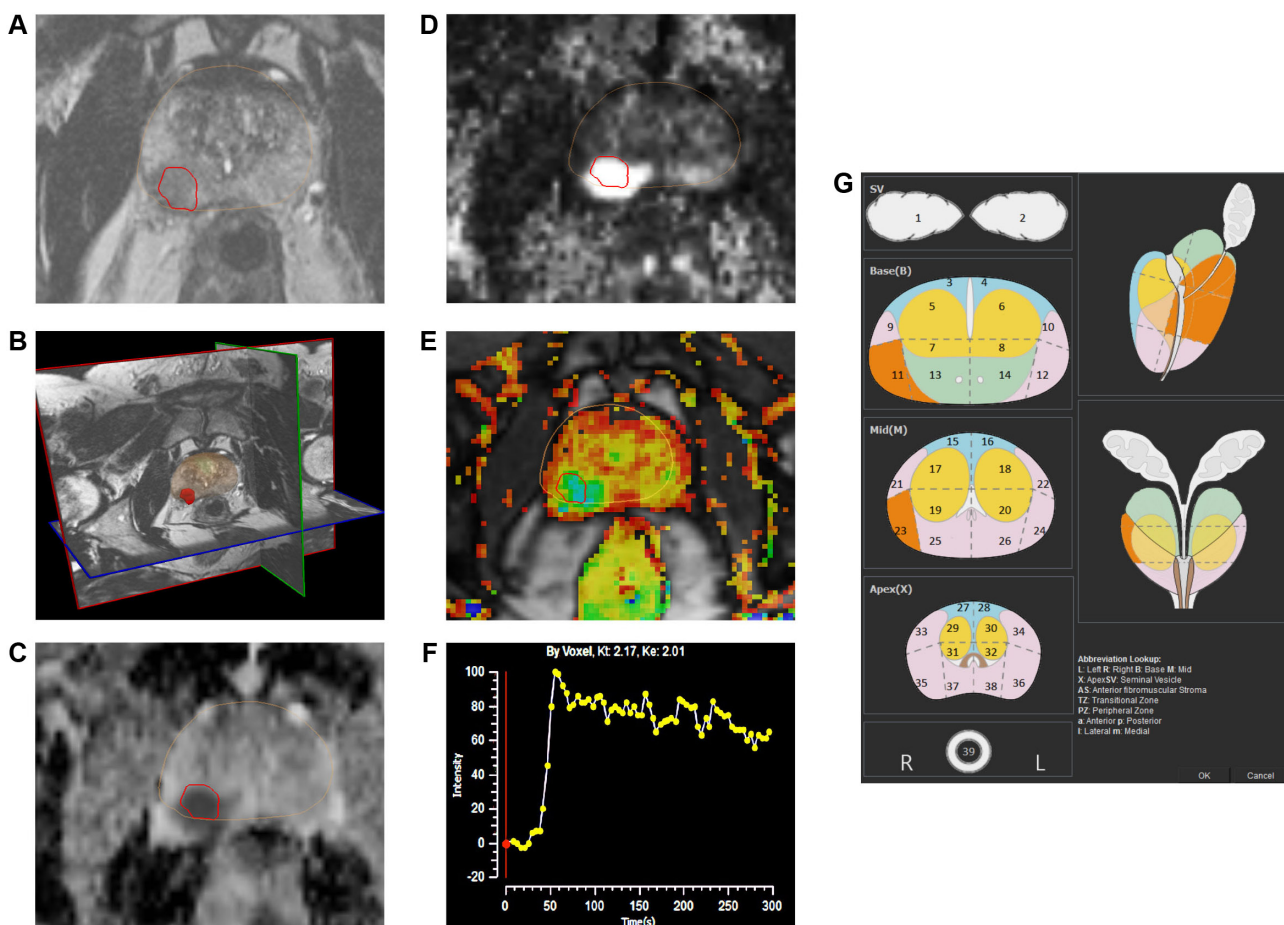 A
D
G
SV
1 2
Base(B)
3 4
5 6
9 10
7 8
11 13 14 12
B
E
Mid(M)
15 16
17 18
21 22
19 20
23 24
25 26
Apex(X)
27 28
33 29 30 34
31 32
35 37 38 36
39
R L
Abbreviation Lookup:
L: Left R: Right B: Base M: Mid
X: ApexSV: Seminal Vesicle
AS: Anterior fibromuscular Stroma
TZ: Transitional Zone
PZ: Peripheral Zone
a: Anterior p: Posterior
l: Lateral m: Medial
OK Cancel
C
F
By Voxel, Kt: 2.17, Ke: 2.01
Intensity
100
80
60
40
20
0
-20
0 50 100 150 200 250 300
Time(s)